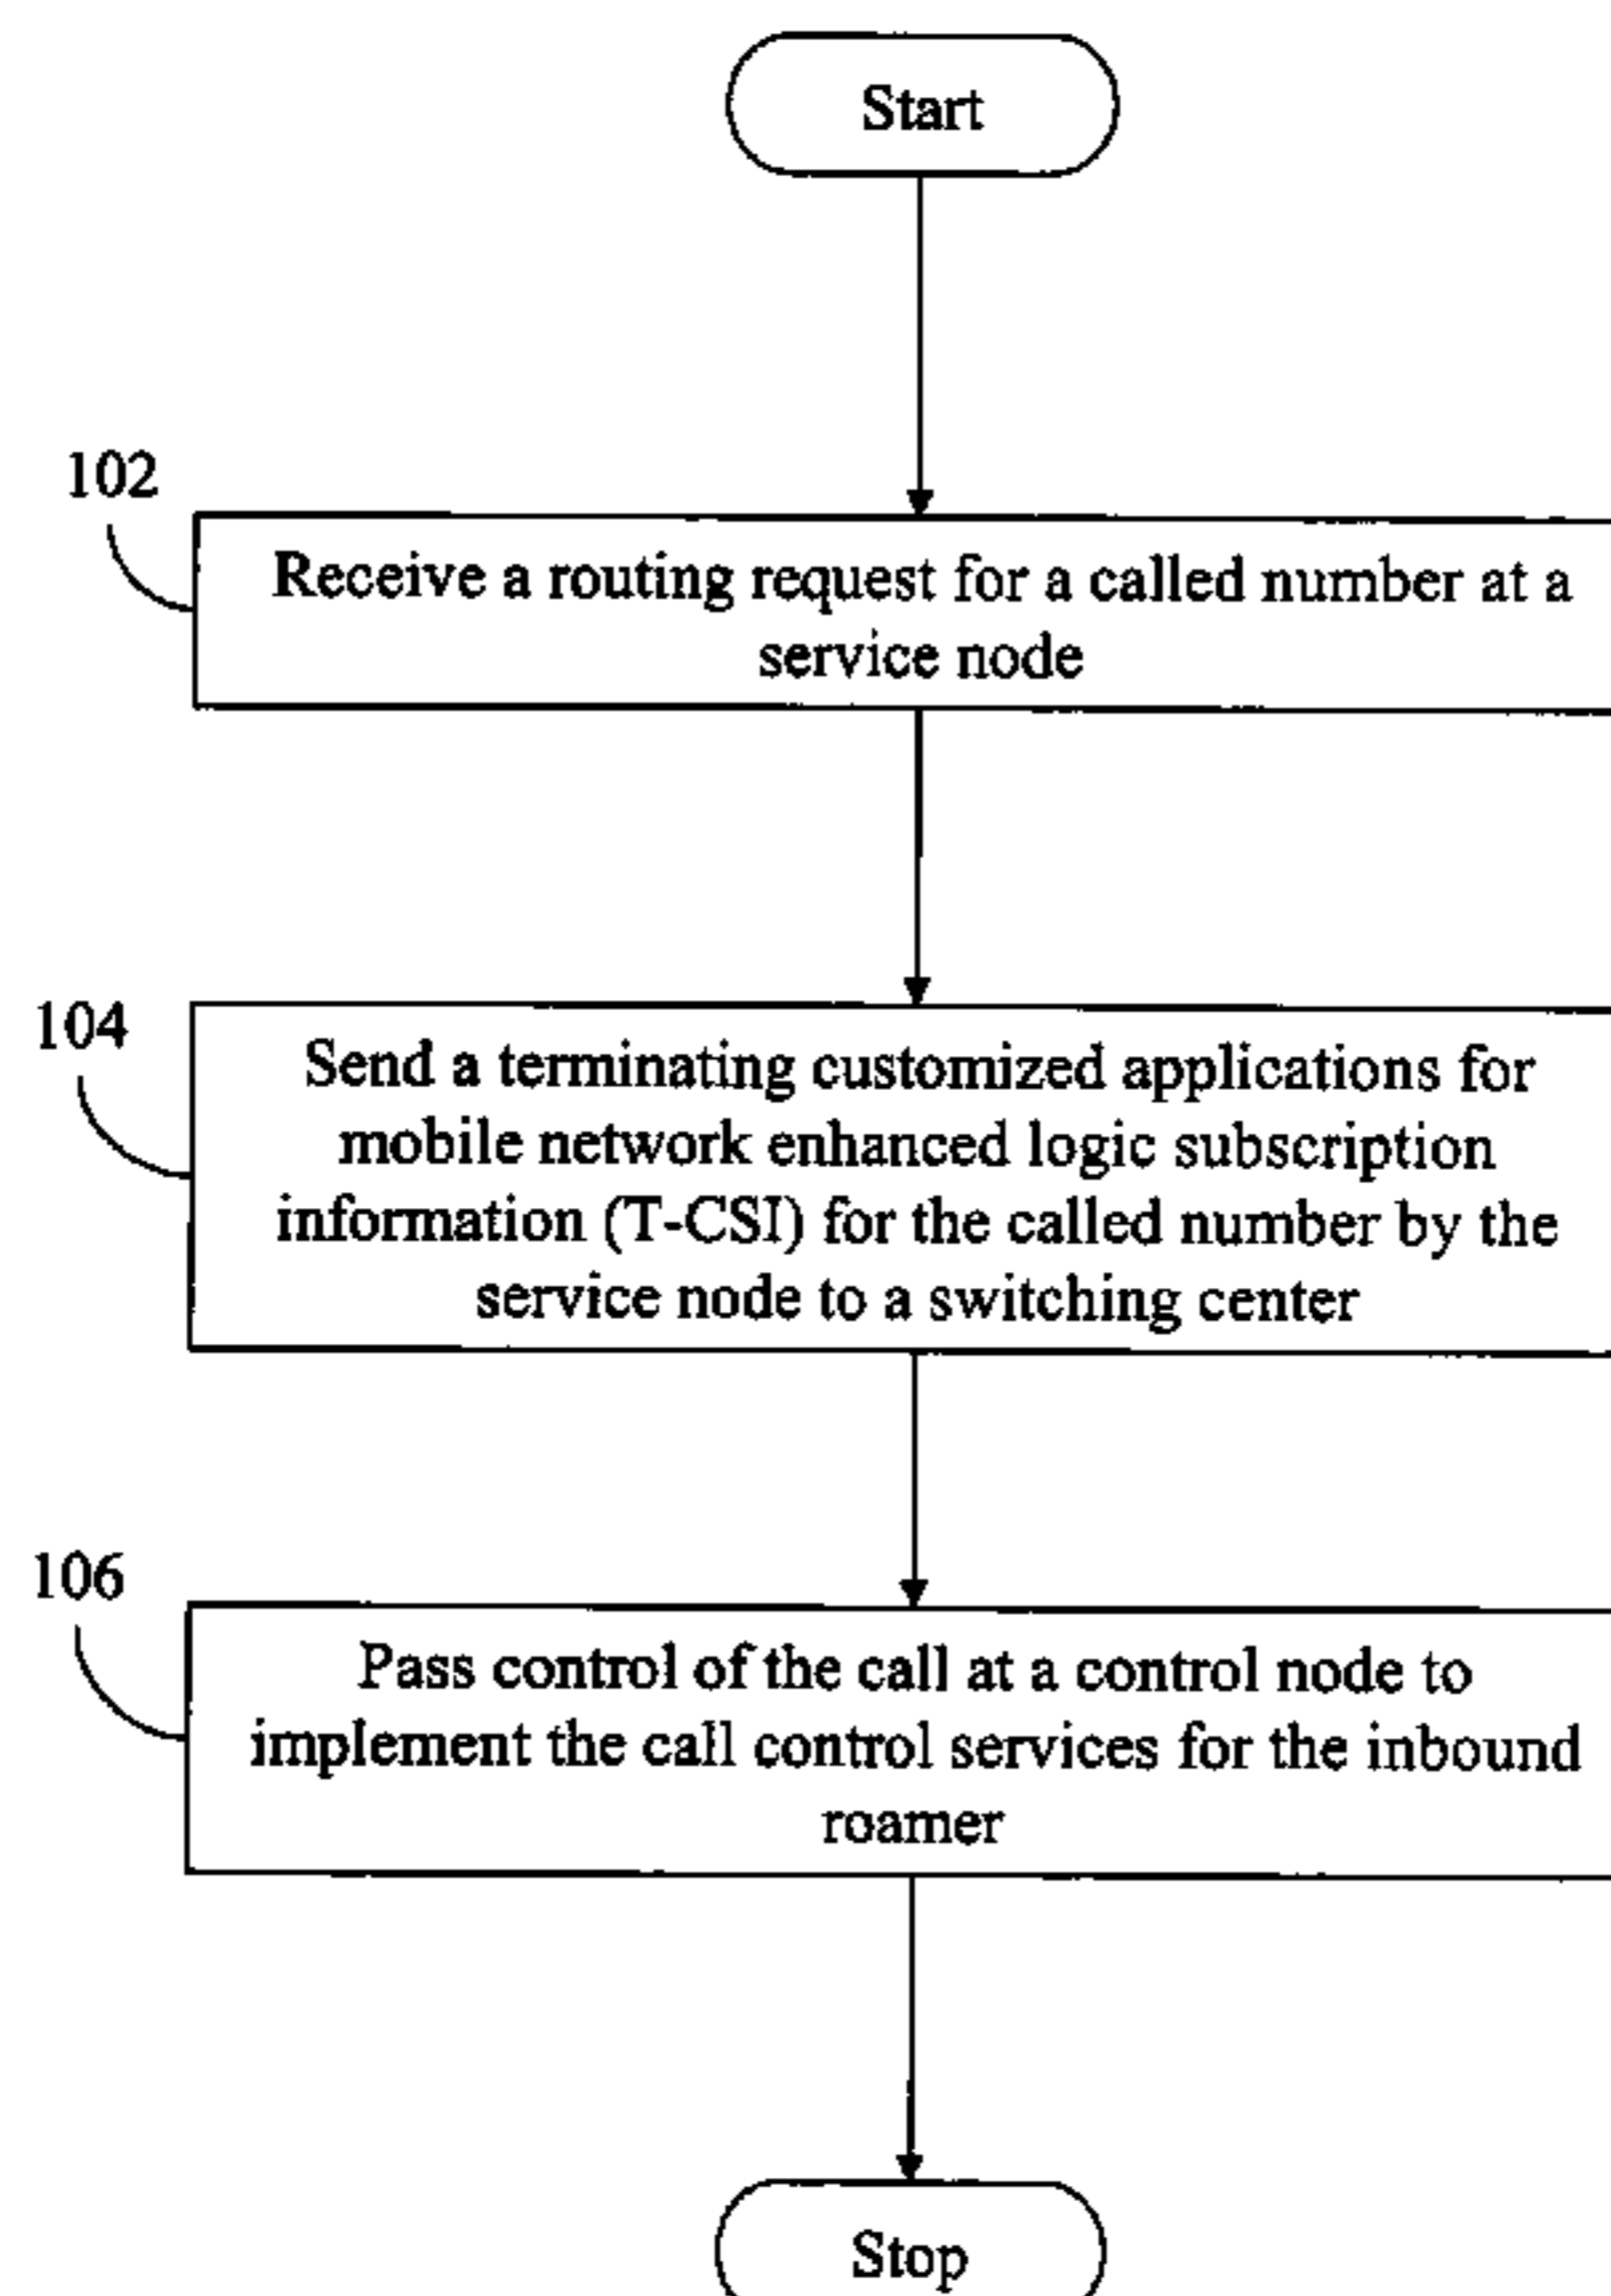 Start
102
Receive a routing request for a called number at a
service node
104
Send a terminating customized applications for
mobile network enhanced logic subscription
information (T-CSI) for the called number by the
service node to a switching center
106
Pass control of the call at a control node to
implement the call control services for the inbound
roamer
Stop